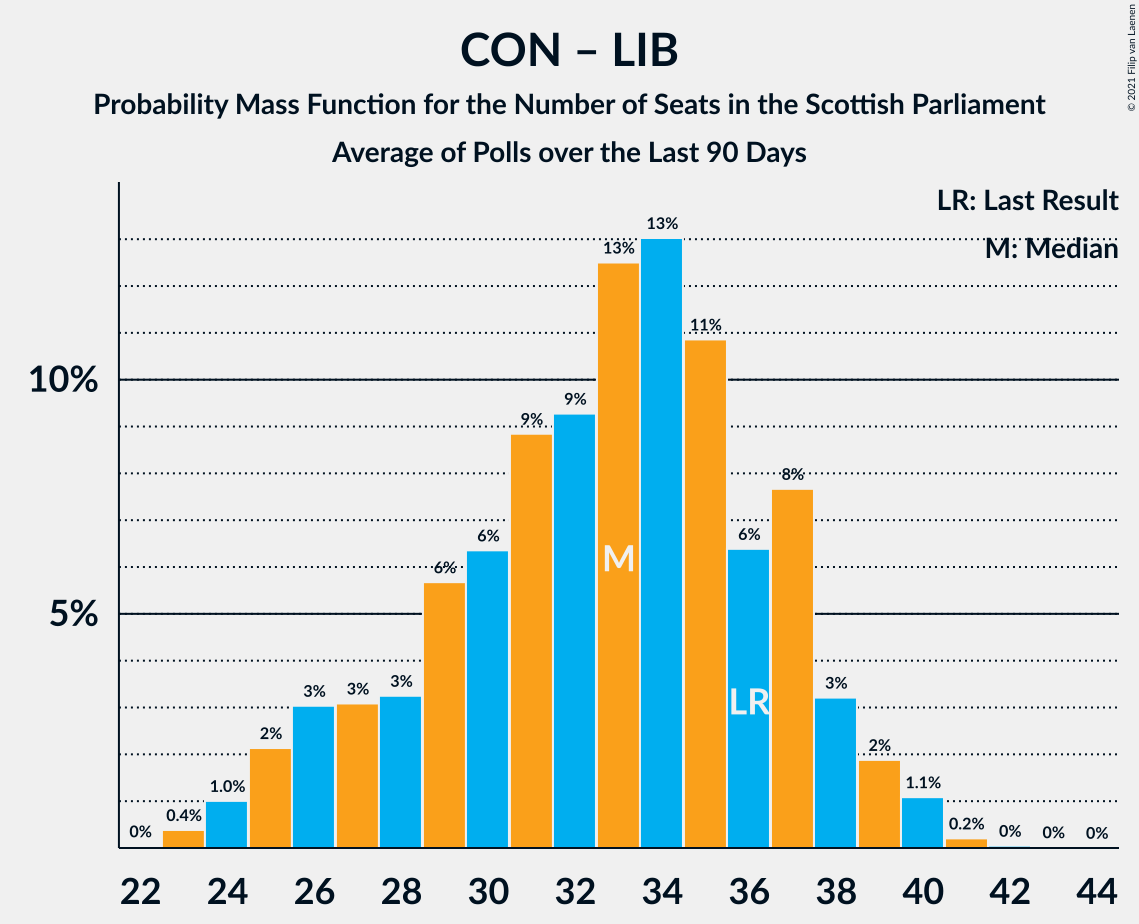 CON – LIB
Probability Mass Function for the Number of Seats in the Scottish Parliament
Average of Polls over the Last 90 Days
© 2021 Filip van Laenen
LR: Last Result
M: Median
10%
5%
0%
0.4%
1.0%
2%
3%
3%
3%
6%
6%
9%
9%
13%
13%
11%
6%
8%
3%
2%
1.1%
0.2%
0%
0%
0%
M
LR
22 24 26 28 30 32 34 36 38 40 42 44